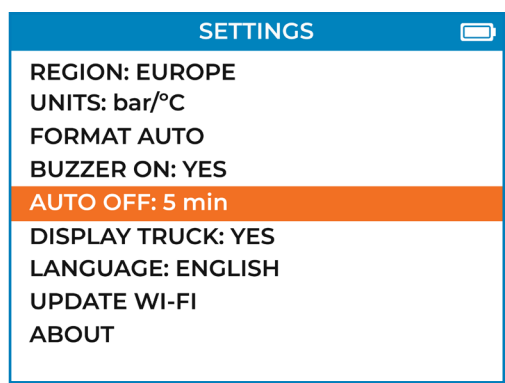 SETTINGS
REGION: EUROPE
UNITS: bar/°C
FORMAT AUTO
BUZZER ON: YES
AUTO OFF: 5 min
DISPLAY TRUCK: YES
LANGUAGE: ENGLISH
UPDATE WI-FI
ABOUT